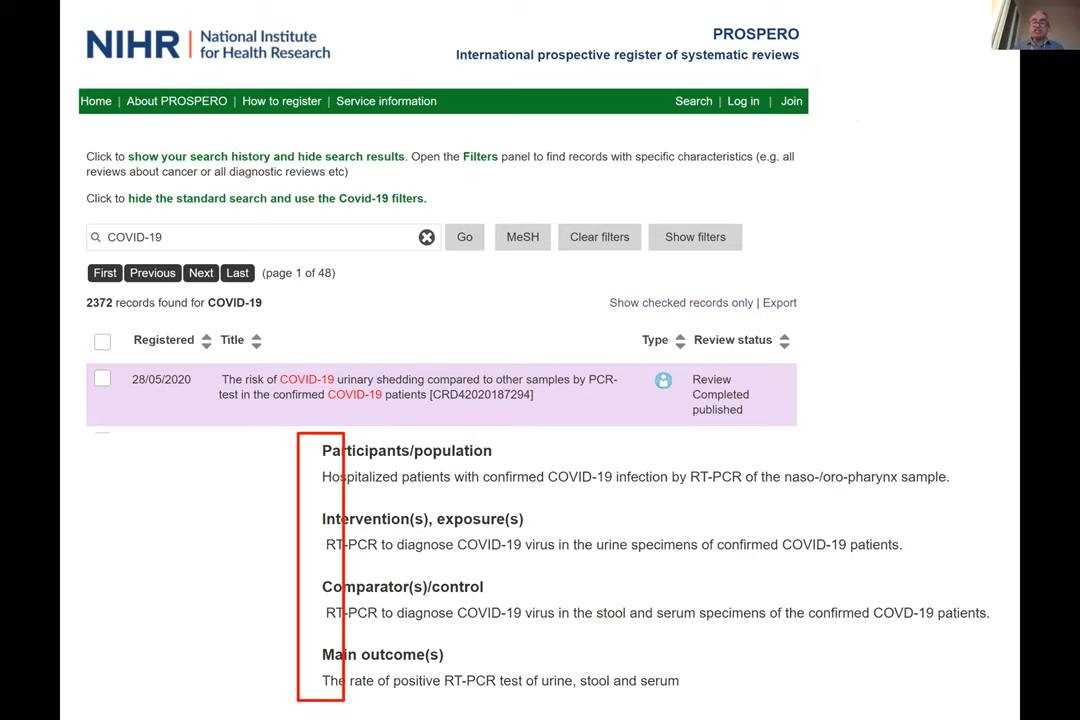 NIHR | National Institute
for Health Research
PROSPERO
International prospective register of systematic reviews
Home | About PROSPERO | How to register | Service information
Search | Log in | Join
Click to show your search history and hide search results. Open the Filters panel to find records with specific characteristics (e.g. all
reviews about cancer or all diagnostic reviews etc)
Click to hide the standard search and use the Covid-19 filters.
COVID-19
Go
MeSH
Clear filters
Show filters
First Previous Next Last (page 1 of 48)
2372 records found for COVID-19
Show checked records only | Export
Registered Title Type Review status
28/05/2020
The risk of COVID-19 urinary shedding compared to other samples by PCR-
test in the confirmed COVID-19 patients [CRD42020187294]
Review
Completed
published
Participants/population
Hospitalized patients with confirmed COVID-19 infection by RT-PCR of the naso-/oro-pharynx sample.
Intervention(s), exposure(s)
RT-PCR to diagnose COVID-19 virus in the urine specimens of confirmed COVID-19 patients.
Comparator(s)/control
RT-PCR to diagnose COVID-19 virus in the stool and serum specimens of the confirmed COVD-19 patients.
Main outcome(s)
The rate of positive RT-PCR test of urine, stool and serum